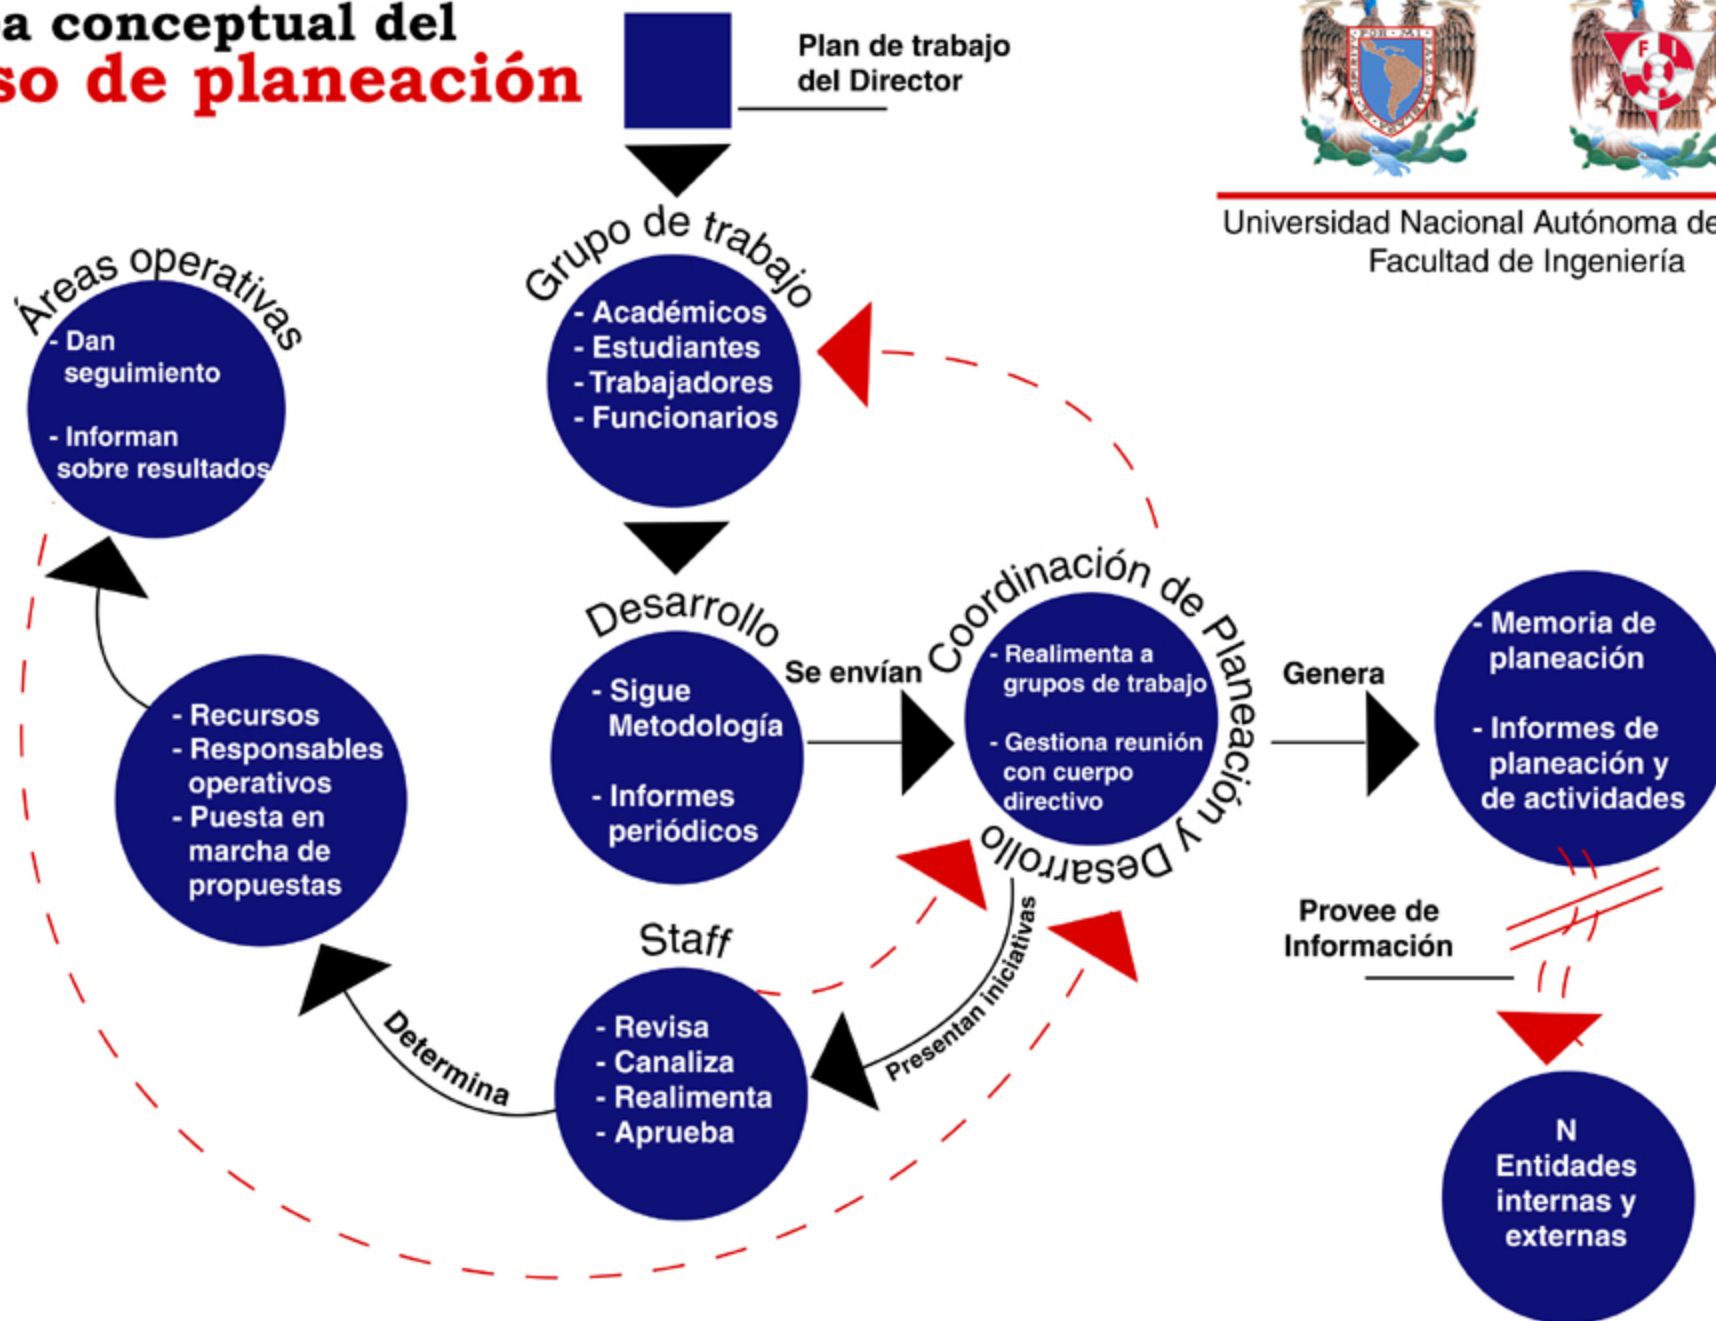 a conceptual del
so de planeación
Plan de trabajo
del Director
POR MI
F I
Universidad Nacional Autónoma de
Facultad de Ingeniería
Áreas operativas
- Dan
seguimiento
- Informan
sobre resultados
Grupo de trabajo
- Académicos
- Estudiantes
- Trabajadores
- Funcionarios
Desarrollo
- Sigue
Metodología
- Informes
periódicos
Se envían
Coordinación de Planeación y Desarrollo
- Realimenta a
grupos de trabajo
- Gestiona reunión
con cuerpo
directivo
Genera
- Memoria de
planeación
- Informes de
planeación y
de actividades
- Recursos
- Responsables
operativos
- Puesta en
marcha de
propuestas
Staff
- Revisa
- Canaliza
- Realimenta
- Aprueba
Determina
Presentan iniciativas
Provee de
Información
N
Entidades
internas y
externas